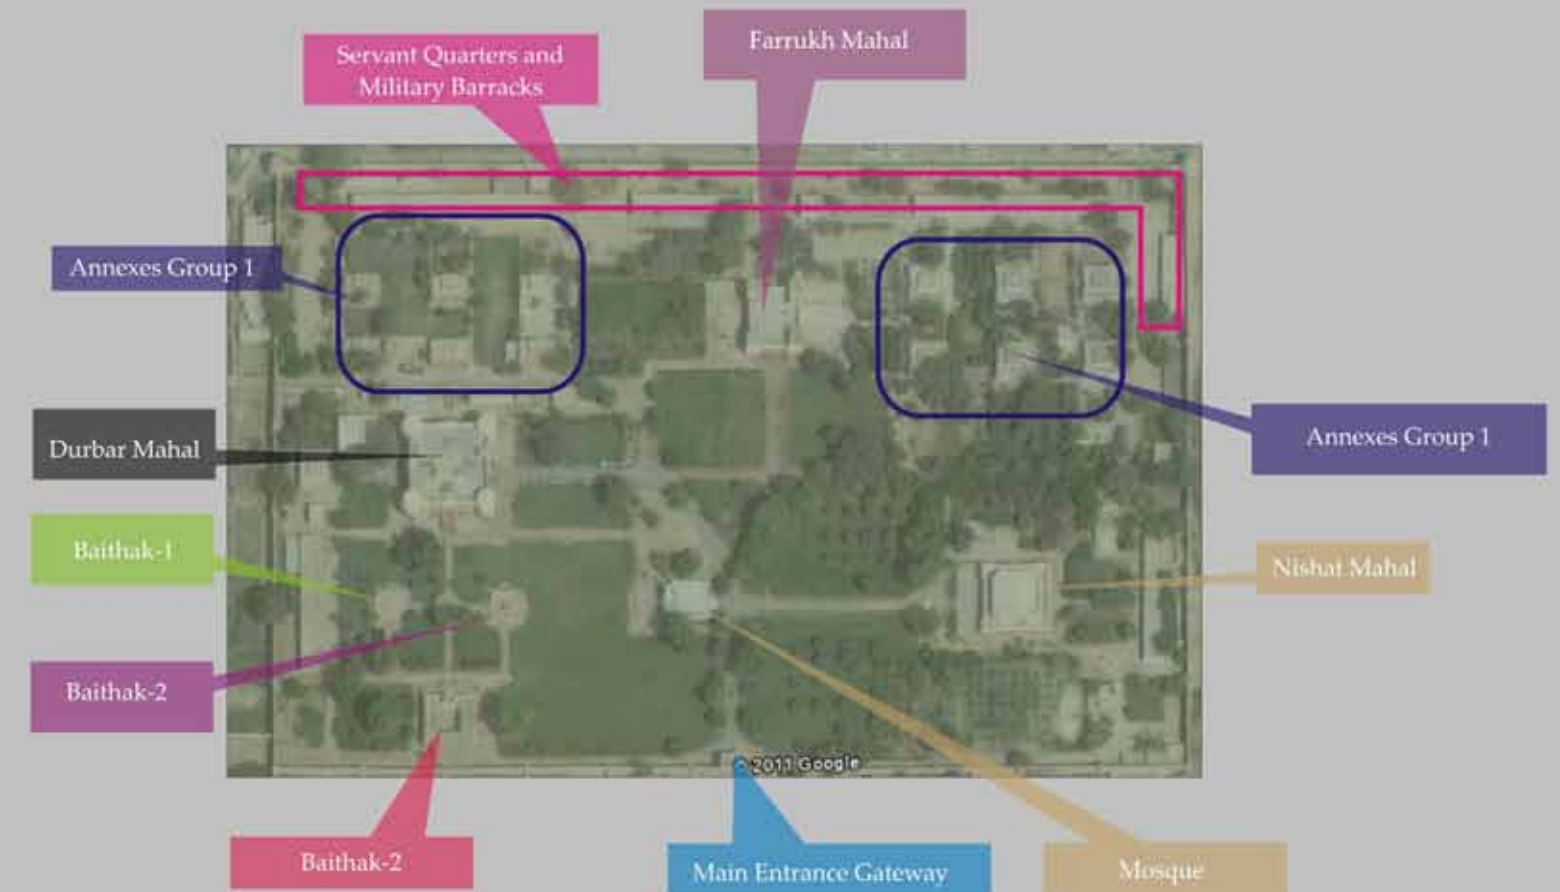 Farrukh Mahal
Servant Quarters and
Military Barracks
Annexes Group 1
Durbar Mahal
Annexes Group 1
Baithak-1
Nishat Mahal
Baithak-2
© 2011 Google
Baithak-2
Main Entrance Gateway
Mosque